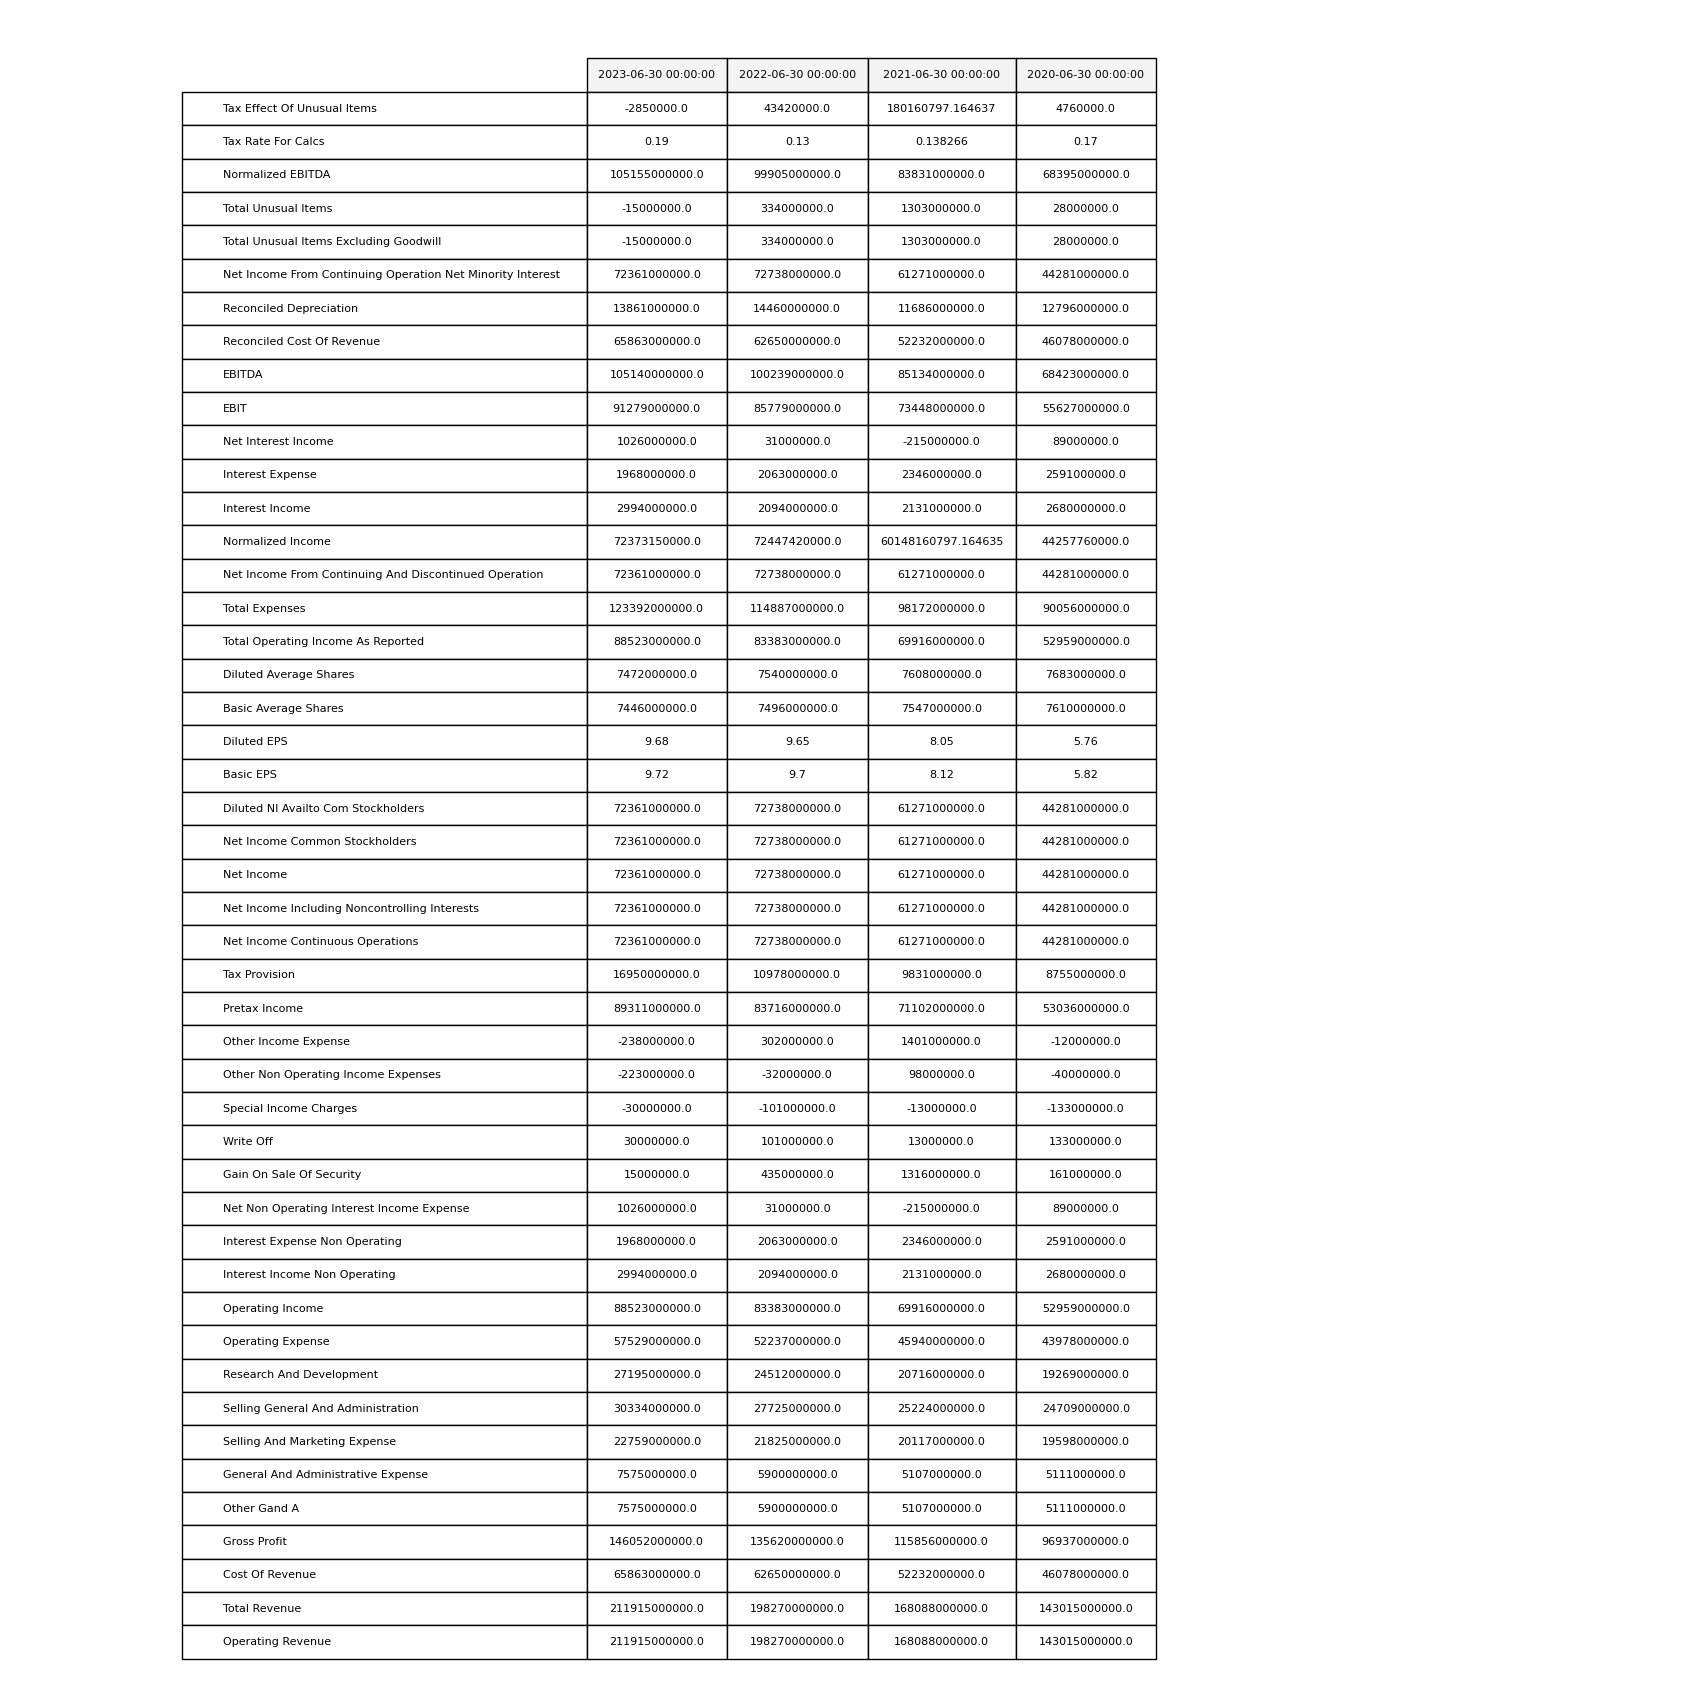 2023-06-30 00:00:00 2022-06-30 00:00:00 2021-06-30 00:00:00 2020-06-30 00:00:00
Tax Effect Of Unusual Items -2850000.0 43420000.0 180160797.164637 4760000.0
Tax Rate For Calcs 0.19 0.13 0.138266 0.17
Normalized EBITDA 105155000000.0 99905000000.0 83831000000.0 68395000000.0
Total Unusual Items -15000000.0 334000000.0 1303000000.0 28000000.0
Total Unusual Items Excluding Goodwill -15000000.0 334000000.0 1303000000.0 28000000.0
Net Income From Continuing Operation Net Minority Interest 72361000000.0 72738000000.0 61271000000.0 44281000000.0
Reconciled Depreciation 13861000000.0 14460000000.0 11686000000.0 12796000000.0
Reconciled Cost Of Revenue 65863000000.0 62650000000.0 52232000000.0 46078000000.0
EBITDA 105140000000.0 100239000000.0 85134000000.0 68423000000.0
EBIT 91279000000.0 85779000000.0 73448000000.0 55627000000.0
Net Interest Income 1026000000.0 31000000.0 -215000000.0 89000000.0
Interest Expense 1968000000.0 2063000000.0 2346000000.0 2591000000.0
Interest Income 2994000000.0 2094000000.0 2131000000.0 2680000000.0
Normalized Income 72373150000.0 72447420000.0 60148160797.164635 44257760000.0
Net Income From Continuing And Discontinued Operation 72361000000.0 72738000000.0 61271000000.0 44281000000.0
Total Expenses 123392000000.0 114887000000.0 98172000000.0 90056000000.0
Total Operating Income As Reported 88523000000.0 83383000000.0 69916000000.0 52959000000.0
Diluted Average Shares 7472000000.0 7540000000.0 7608000000.0 7683000000.0
Basic Average Shares 7446000000.0 7496000000.0 7547000000.0 7610000000.0
Diluted EPS 9.68 9.65 8.05 5.76
Basic EPS 9.72 9.7 8.12 5.82
Diluted NI Availto Com Stockholders 72361000000.0 72738000000.0 61271000000.0 44281000000.0
Net Income Common Stockholders 72361000000.0 72738000000.0 61271000000.0 44281000000.0
Net Income 72361000000.0 72738000000.0 61271000000.0 44281000000.0
Net Income Including Noncontrolling Interests 72361000000.0 72738000000.0 61271000000.0 44281000000.0
Net Income Continuous Operations 72361000000.0 72738000000.0 61271000000.0 44281000000.0
Tax Provision 16950000000.0 10978000000.0 9831000000.0 8755000000.0
Pretax Income 89311000000.0 83716000000.0 71102000000.0 53036000000.0
Other Income Expense -238000000.0 302000000.0 1401000000.0 -12000000.0
Other Non Operating Income Expenses -223000000.0 -32000000.0 98000000.0 -40000000.0
Special Income Charges -30000000.0 -101000000.0 -13000000.0 -133000000.0
Write Off 30000000.0 101000000.0 13000000.0 133000000.0
Gain On Sale Of Security 15000000.0 435000000.0 1316000000.0 161000000.0
Net Non Operating Interest Income Expense 1026000000.0 31000000.0 -215000000.0 89000000.0
Interest Expense Non Operating 1968000000.0 2063000000.0 2346000000.0 2591000000.0
Interest Income Non Operating 2994000000.0 2094000000.0 2131000000.0 2680000000.0
Operating Income 88523000000.0 83383000000.0 69916000000.0 52959000000.0
Operating Expense 57529000000.0 52237000000.0 45940000000.0 43978000000.0
Research And Development 27195000000.0 24512000000.0 20716000000.0 19269000000.0
Selling General And Administration 30334000000.0 27725000000.0 25224000000.0 24709000000.0
Selling And Marketing Expense 22759000000.0 21825000000.0 20117000000.0 19598000000.0
General And Administrative Expense 7575000000.0 5900000000.0 5107000000.0 5111000000.0
Other Gand A 7575000000.0 5900000000.0 5107000000.0 5111000000.0
Gross Profit 146052000000.0 135620000000.0 115856000000.0 96937000000.0
Cost Of Revenue 65863000000.0 62650000000.0 52232000000.0 46078000000.0
Total Revenue 211915000000.0 198270000000.0 168088000000.0 143015000000.0
Operating Revenue 211915000000.0 198270000000.0 168088000000.0 143015000000.0